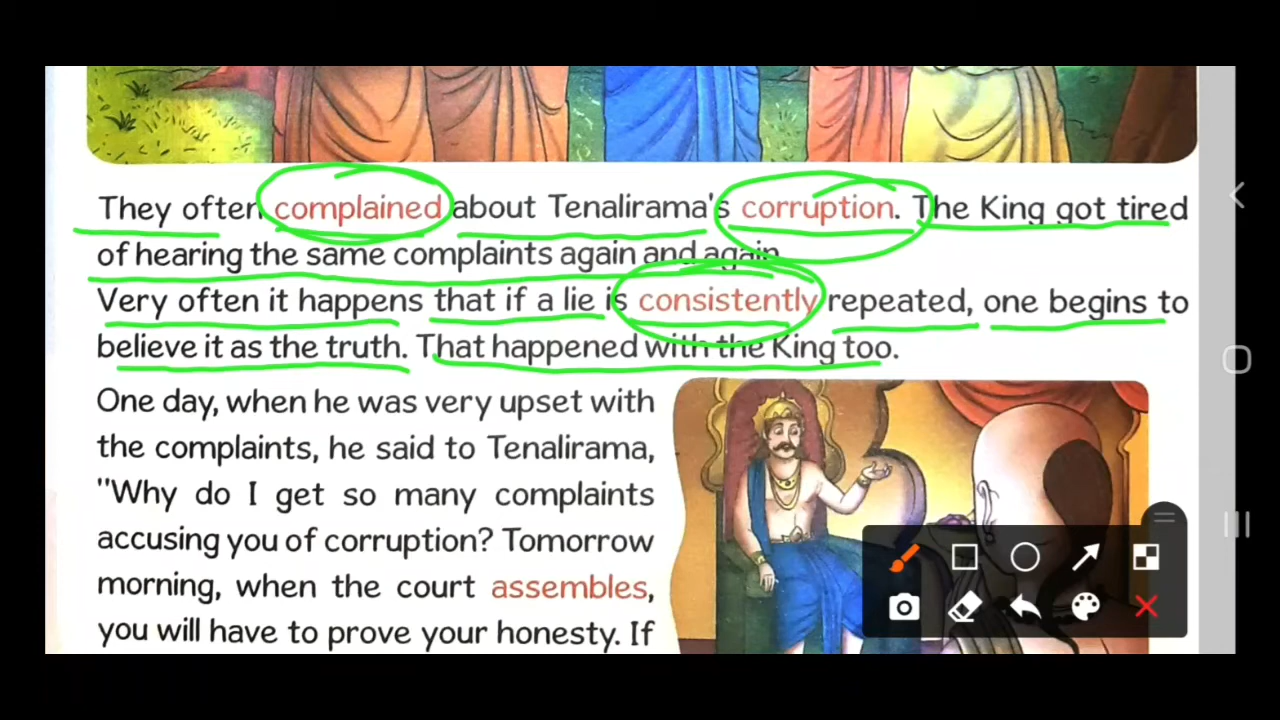 They often complained about Tenalirama's corruption. The King got tired
of hearing the same complaints again and again.
Very often it happens that if a lie is consistently repeated, one begins to
believe it as the truth. That happened with the King too.
One day, when he was very upset with
the complaints, he said to Tenalirama,
"Why do I get so many complaints
accusing you of corruption? Tomorrow
morning, when the court assembles,
you will have to prove your honesty. If